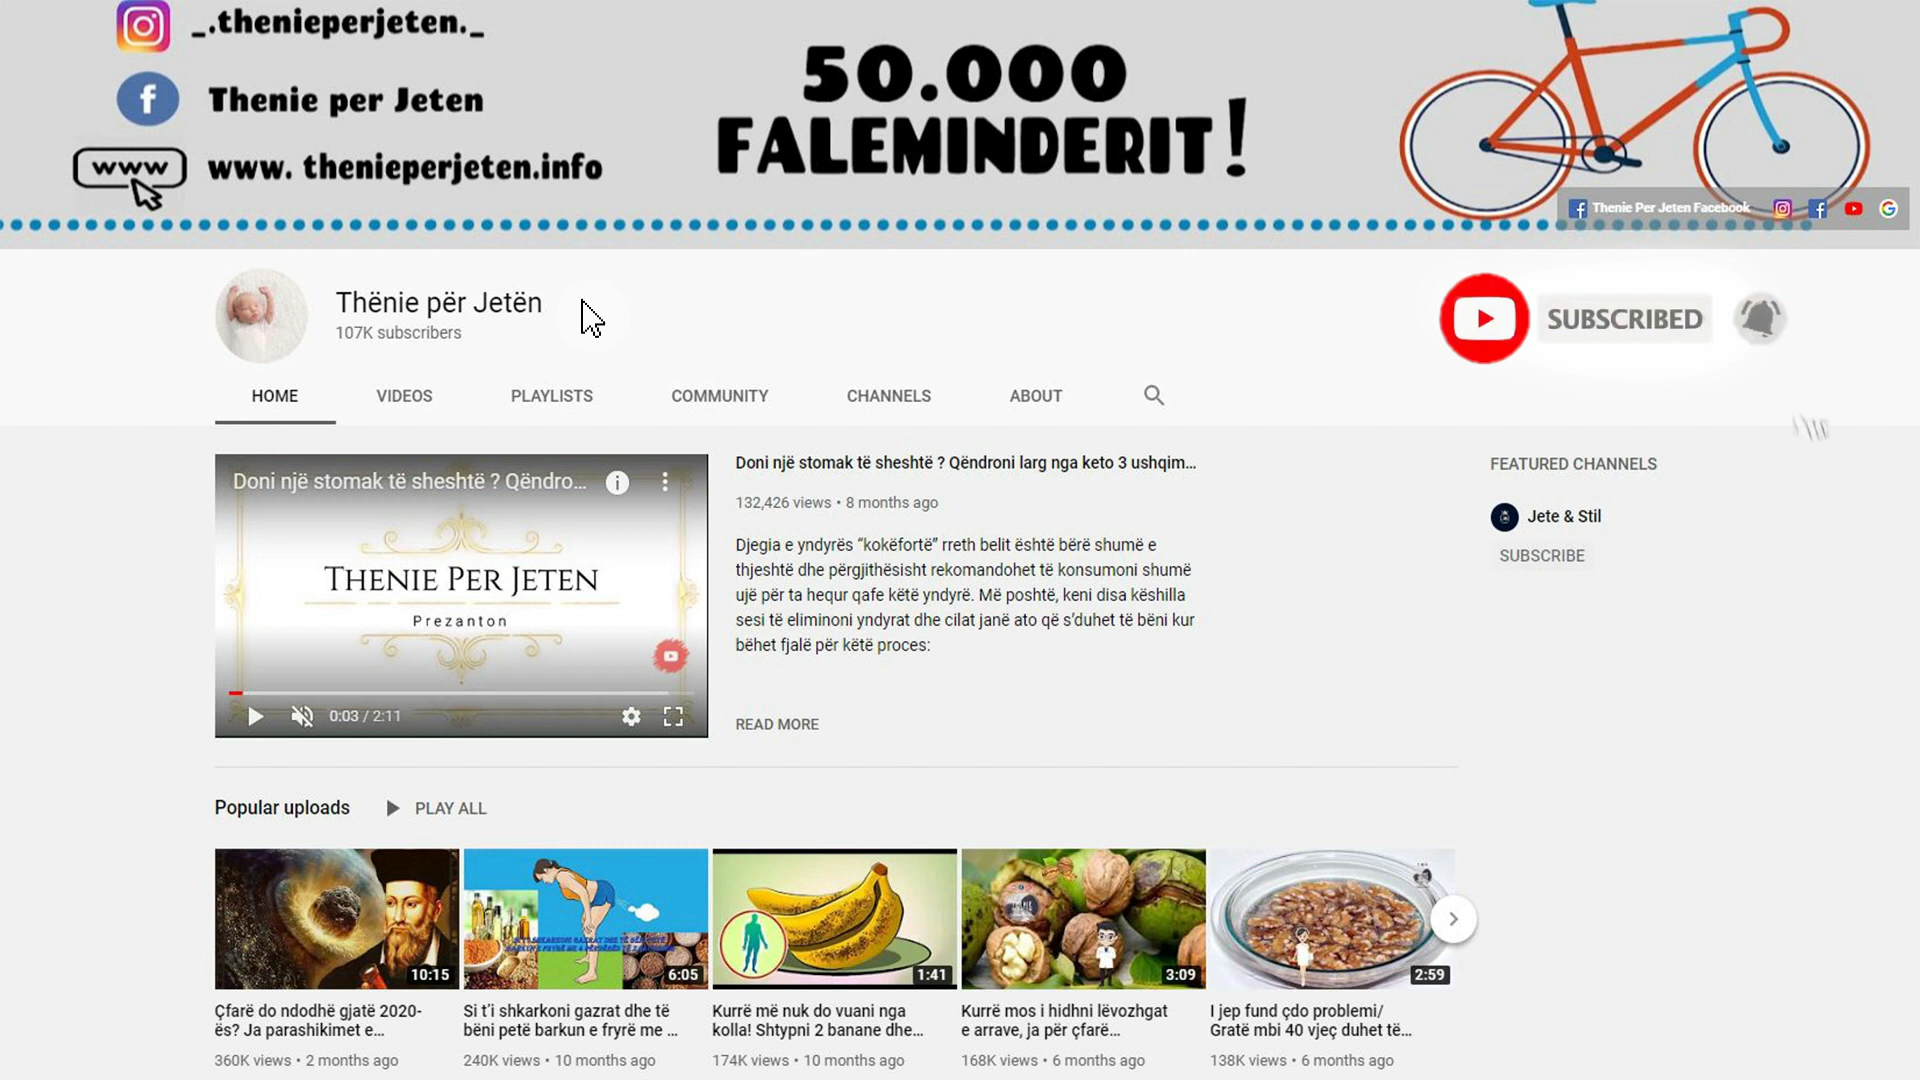 _.thenieperjeten._
Thenie per Jeten
www
www. thenieperjeten.info
50.000
FALEMINDERIT!
Thenie Per Jeten Facebook
Thënie për Jetën
107K subscribers
SUBSCRIBED
HOME
VIDEOS
PLAYLISTS
COMMUNITY
CHANNELS
ABOUT
Doni një stomak të sheshtë ? Qëndro...
THENIE PER JETEN
Prezanton
0:03 / 2:11
Doni një stomak të sheshtë ? Qëndroni larg nga keto 3 ushqim...
132,426 views • 8 months ago
Djegia e yndyrës “kokëfortë” rreth belit është bërë shumë e
thjeshtë dhe përgjithësisht rekomandohet të konsumoni shumë
ujë për ta hequr qafe këtë yndyrë. Më poshtë, keni disa këshilla
sesi të eliminoni yndyrat dhe cilat janë ato që s’duhet të bëni kur
bëhet fjalë për këtë proces:
READ MORE
FEATURED CHANNELS
Jete & Stil
SUBSCRIBE
Popular uploads
PLAY ALL
10:15
6:05
1:41
3:09
2:59
Çfarë do ndodhë gjatë 2020-
ës? Ja parashikimet e...
360K views • 2 months ago
Si t’i shkarkoni gazrat dhe të
bëni petë barkun e fryrë me ...
240K views • 10 months ago
Kurrë më nuk do vuani nga
kolla! Shtypni 2 banane dhe...
174K views • 10 months ago
Kurrë mos i hidhni lëvozhgat
e arrave, ja për çfarë...
168K views • 6 months ago
I jep fund çdo problemi/
Gratë mbi 40 vjeç duhet të...
138K views • 6 months ago